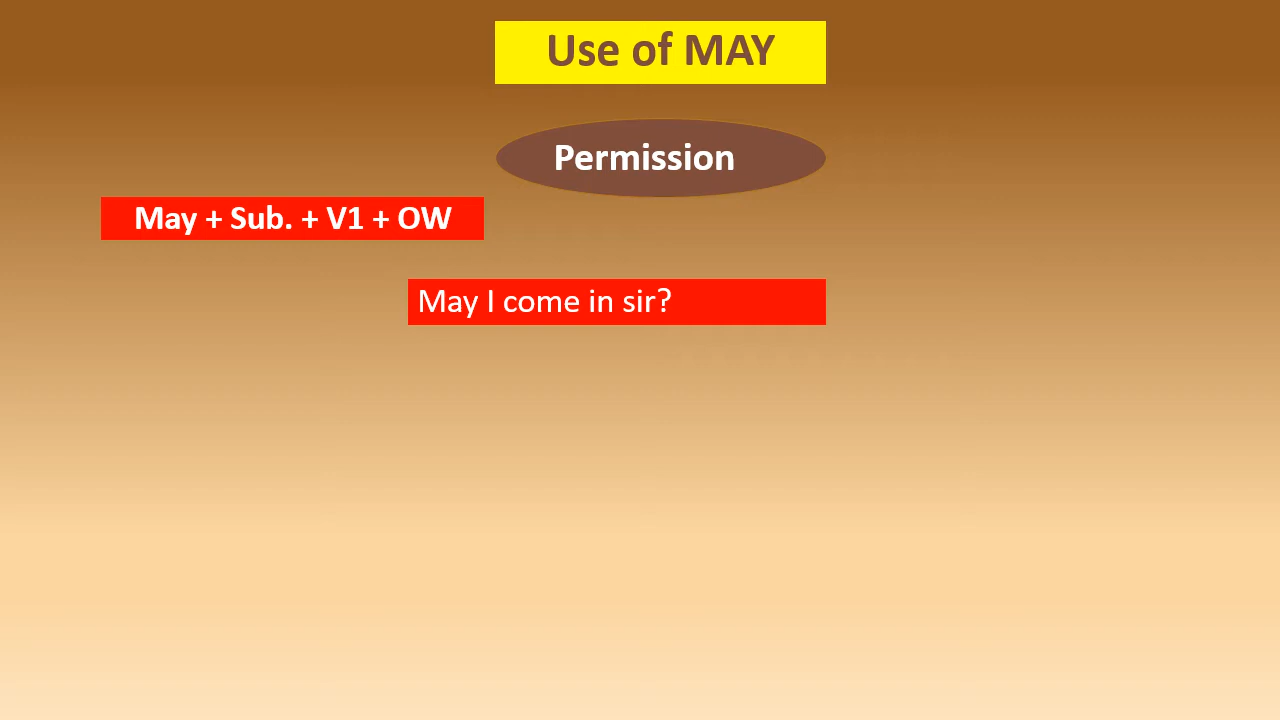 Use of MAY
Permission
May + Sub. + V1 + OW
May I come in sir?